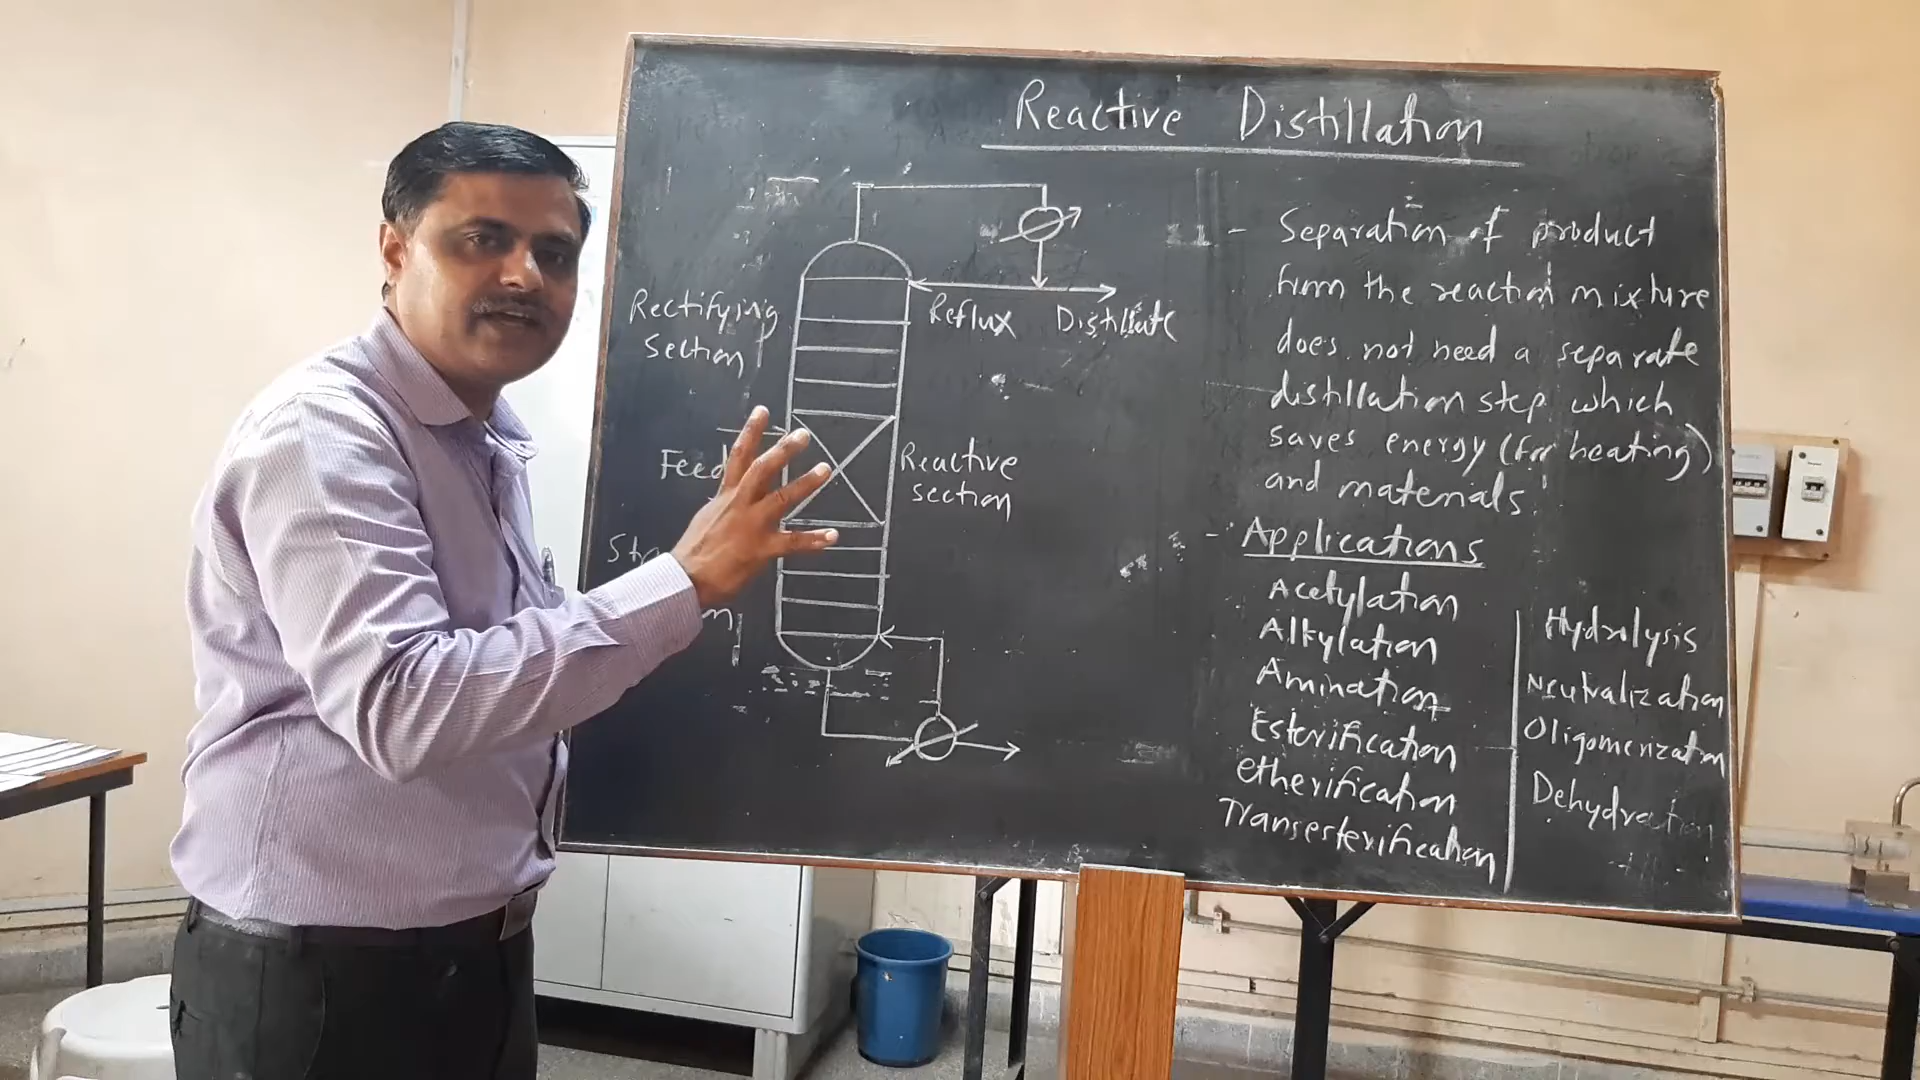 Reactive Distillation
Rectifying
section
Reflux
Distillate
Feed
Reactive
section
- Separation of product
from the reaction mixture
does not need a separate
distillation step which
saves energy (for heating)
and materials.
- Applications
Acetylation
Alkylation
Amination
Esterification
etherification
Transesterification
Hydrolysis
Neutralization
Oligomerization
Dehydration